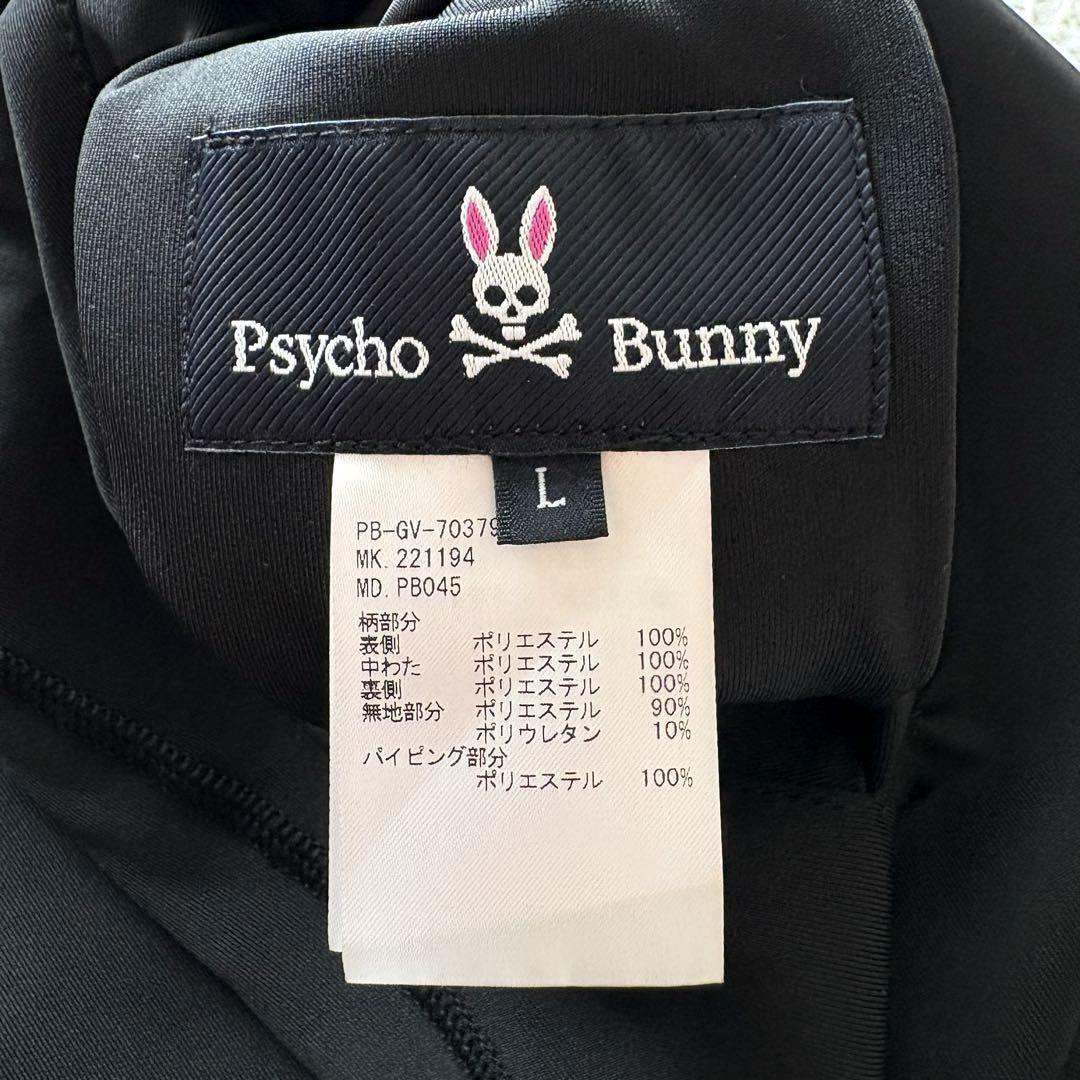 Psycho Bunny
L
PB-GV-70379
MK. 221194
MD. PB045
柄部分
表側 ポリエステル 100%
中わた ポリエステル 100%
裏側 ポリエステル 100%
無地部分 ポリエステル 90%
ポリウレタン 10%
パイピング部分
ポリエステル 100%